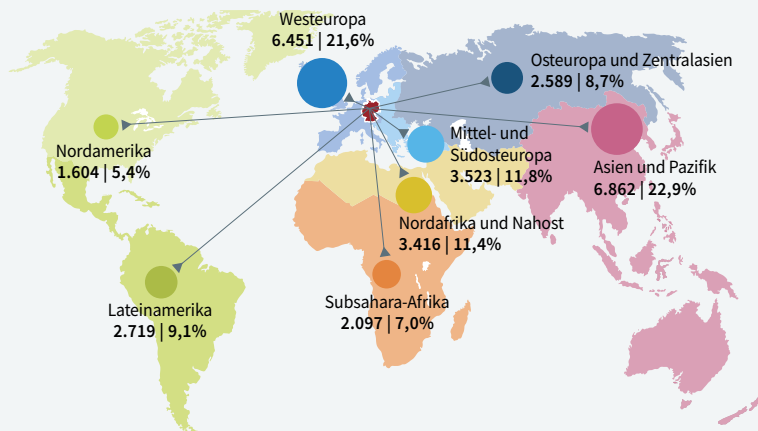 Westeuropa
6.451 | 21,6%
Osteuropa und Zentralasien
2.589 | 8,7%
Nordamerika
1.604 | 5,4%
Mittel- und
Südosteuropa
3.523 | 11,8%
Asien und Pazifik
6.862 | 22,9%
Nordafrika und Nahost
3.416 | 11,4%
Lateinamerika
2.719 | 9,1%
Subsahara-Afrika
2.097 | 7,0%